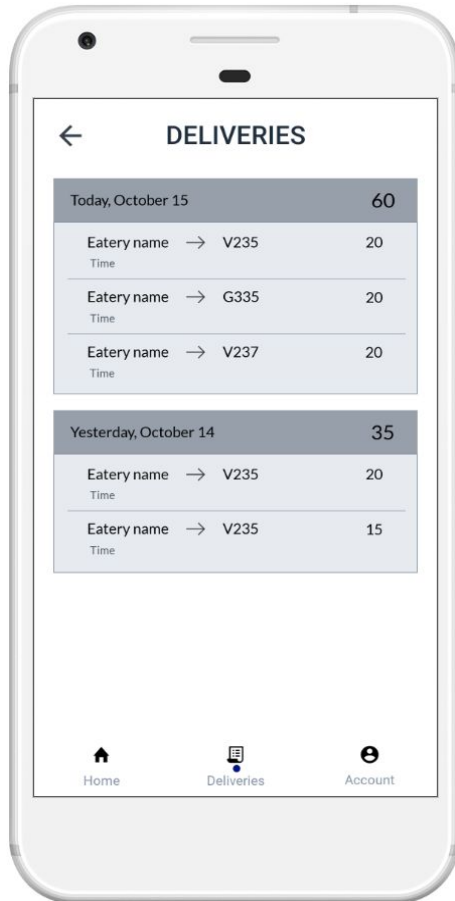 DELIVERIES
Today, October 15 60
Eatery name → V235 20
Time
Eatery name → G335 20
Time
Eatery name → V237 20
Time
Yesterday, October 14 35
Eatery name → V235 20
Time
Eatery name → V235 15
Time
Home Deliveries Account